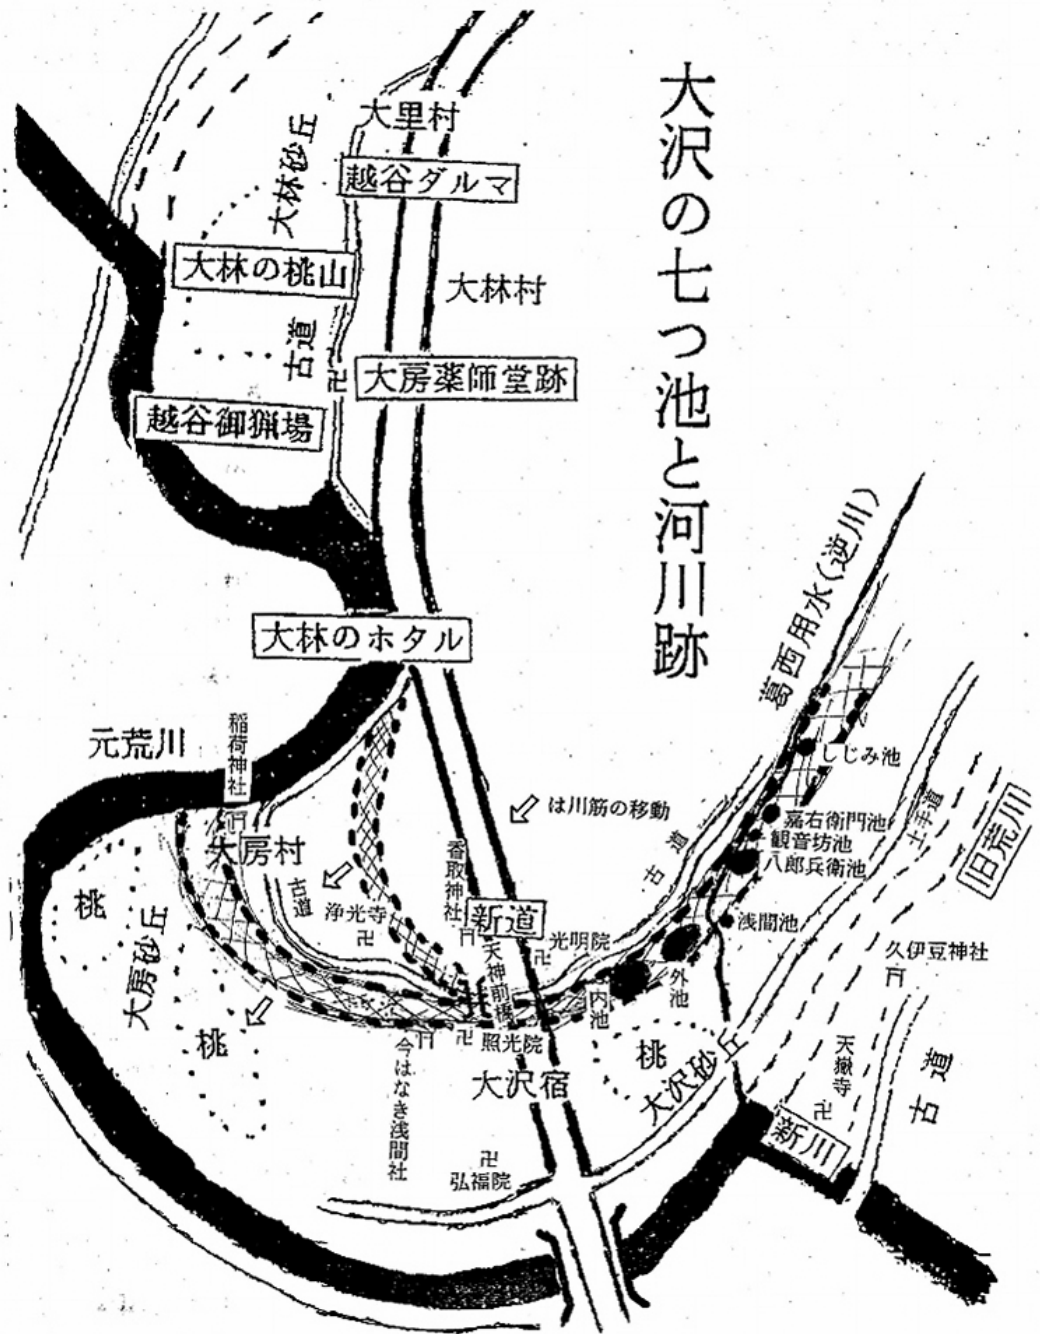 大沢の七つ池と河川跡
大里村
越谷ダルマ
大林砂丘
大林の桃山
大林村
古道
卍
大房薬師堂跡
越谷御猟場
大林のホタル
葛西用水(逆川)
元荒川
稲荷神社
しじみ池
は川筋の移動
嘉右衛門池
観音坊池
八郎兵衛池
土手道
旧荒川
大房村
古道
浄光寺
卍
香取神社
新道
光明院
卍
古道
浅間池
久伊豆神社
桃
大房砂丘
桃
天神前橋
内池
外池
照光院
卍
今はなき浅間社
大沢宿
桃
大沢砂丘
天嶽寺
卍
古道
新川
卍
弘福院